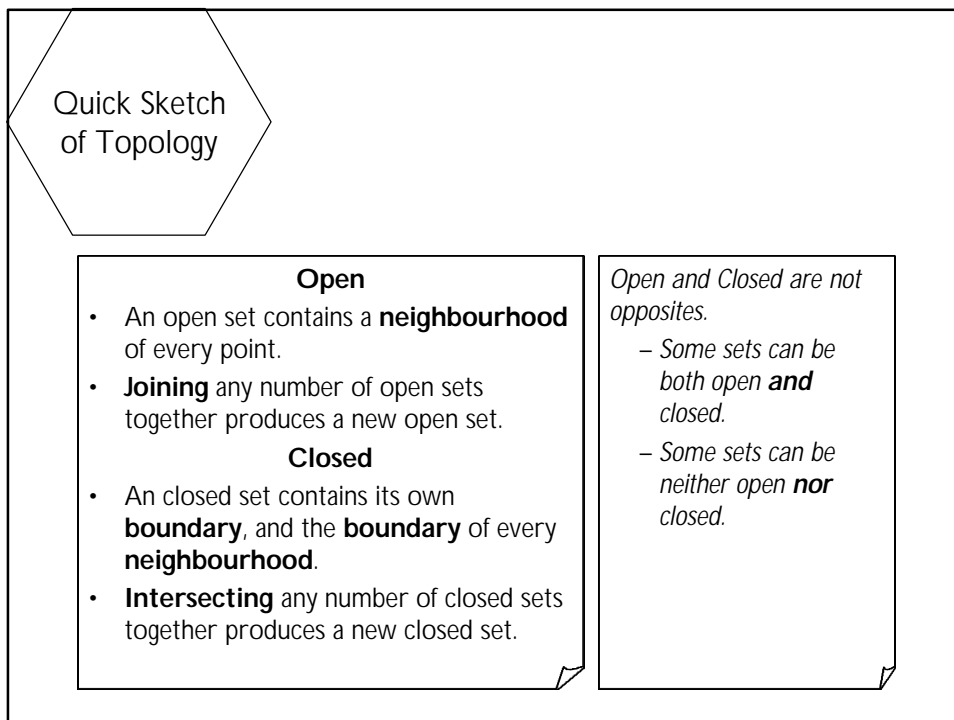 Quick Sketch
of Topology
Open
• An open set contains a neighbourhood
of every point.
• Joining any number of open sets
together produces a new open set.
Closed
• An closed set contains its own
boundary, and the boundary of every
neighbourhood.
• Intersecting any number of closed sets
together produces a new closed set.
Open and Closed are not
opposites.
– Some sets can be
both open and
closed.
– Some sets can be
neither open nor
closed.